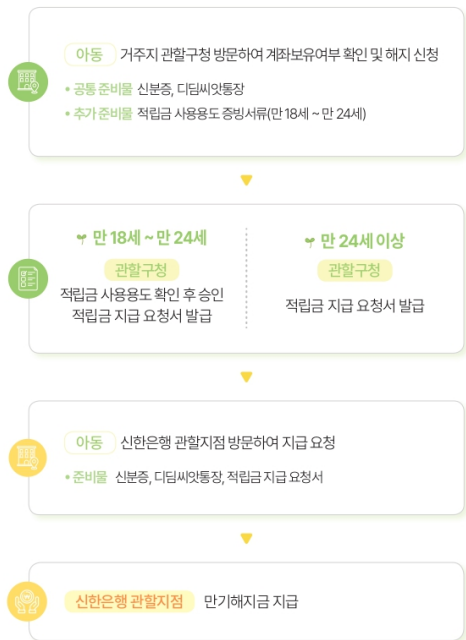 아동 거주지 관할구청 방문하여 계좌보유여부 확인 및 해지 신청
• 공통 준비물 신분증, 디딤씨앗통장
• 추가 준비물 적립금 사용용도 증빙서류(만 18세 ~ 만 24세)
만 18세 ~ 만 24세
관할구청
적립금 사용용도 확인 후 승인
적립금 지급 요청서 발급
만 24세 이상
관할구청
적립금 지급 요청서 발급
아동 신한은행 관할지점 방문하여 지급 요청
• 준비물 신분증, 디딤씨앗통장, 적립금 지급 요청서
신한은행 관할지점 만기해지금 지급